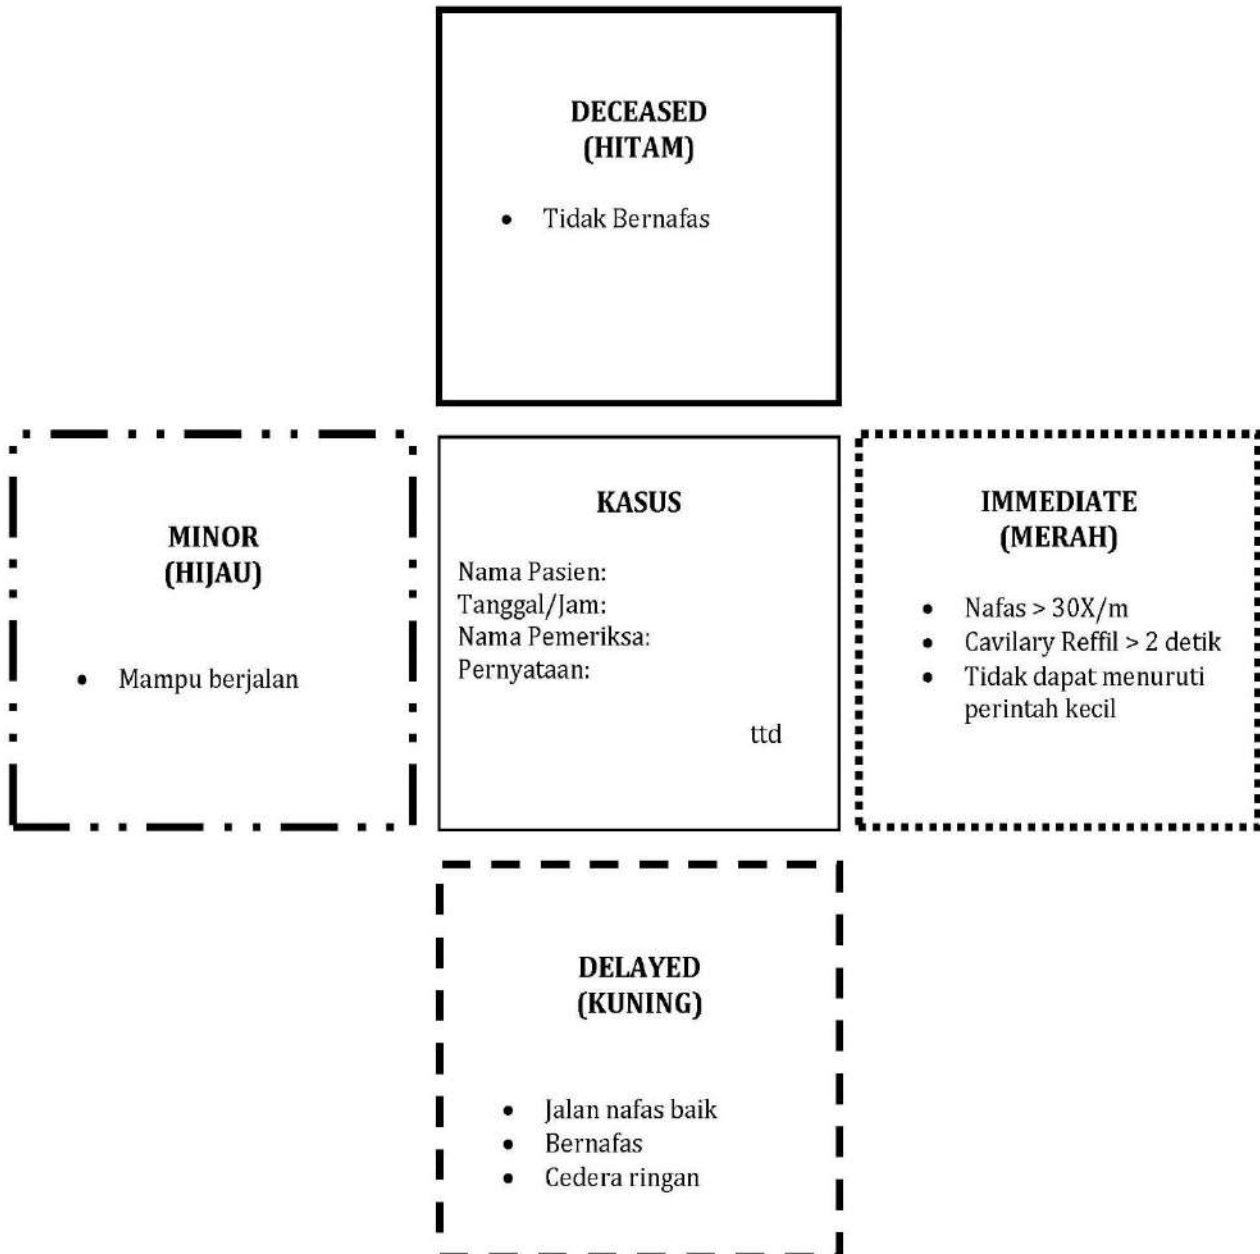 DECEASED
(HITAM)
• Tidak Bernafas
MINOR
(HIJAU)
• Mampu berjalan
KASUS
Nama Pasien:
Tanggal/Jam:
Nama Pemeriksa:
Pernyataan:
ttd
IMMEDIATE
(MERAH)
• Nafas > 30X/m
• Cavilary Reffil > 2 detik
• Tidak dapat menuruti
perintah kecil
DELAYED
(KUNING)
• Jalan nafas baik
• Bernafas
• Cedera ringan